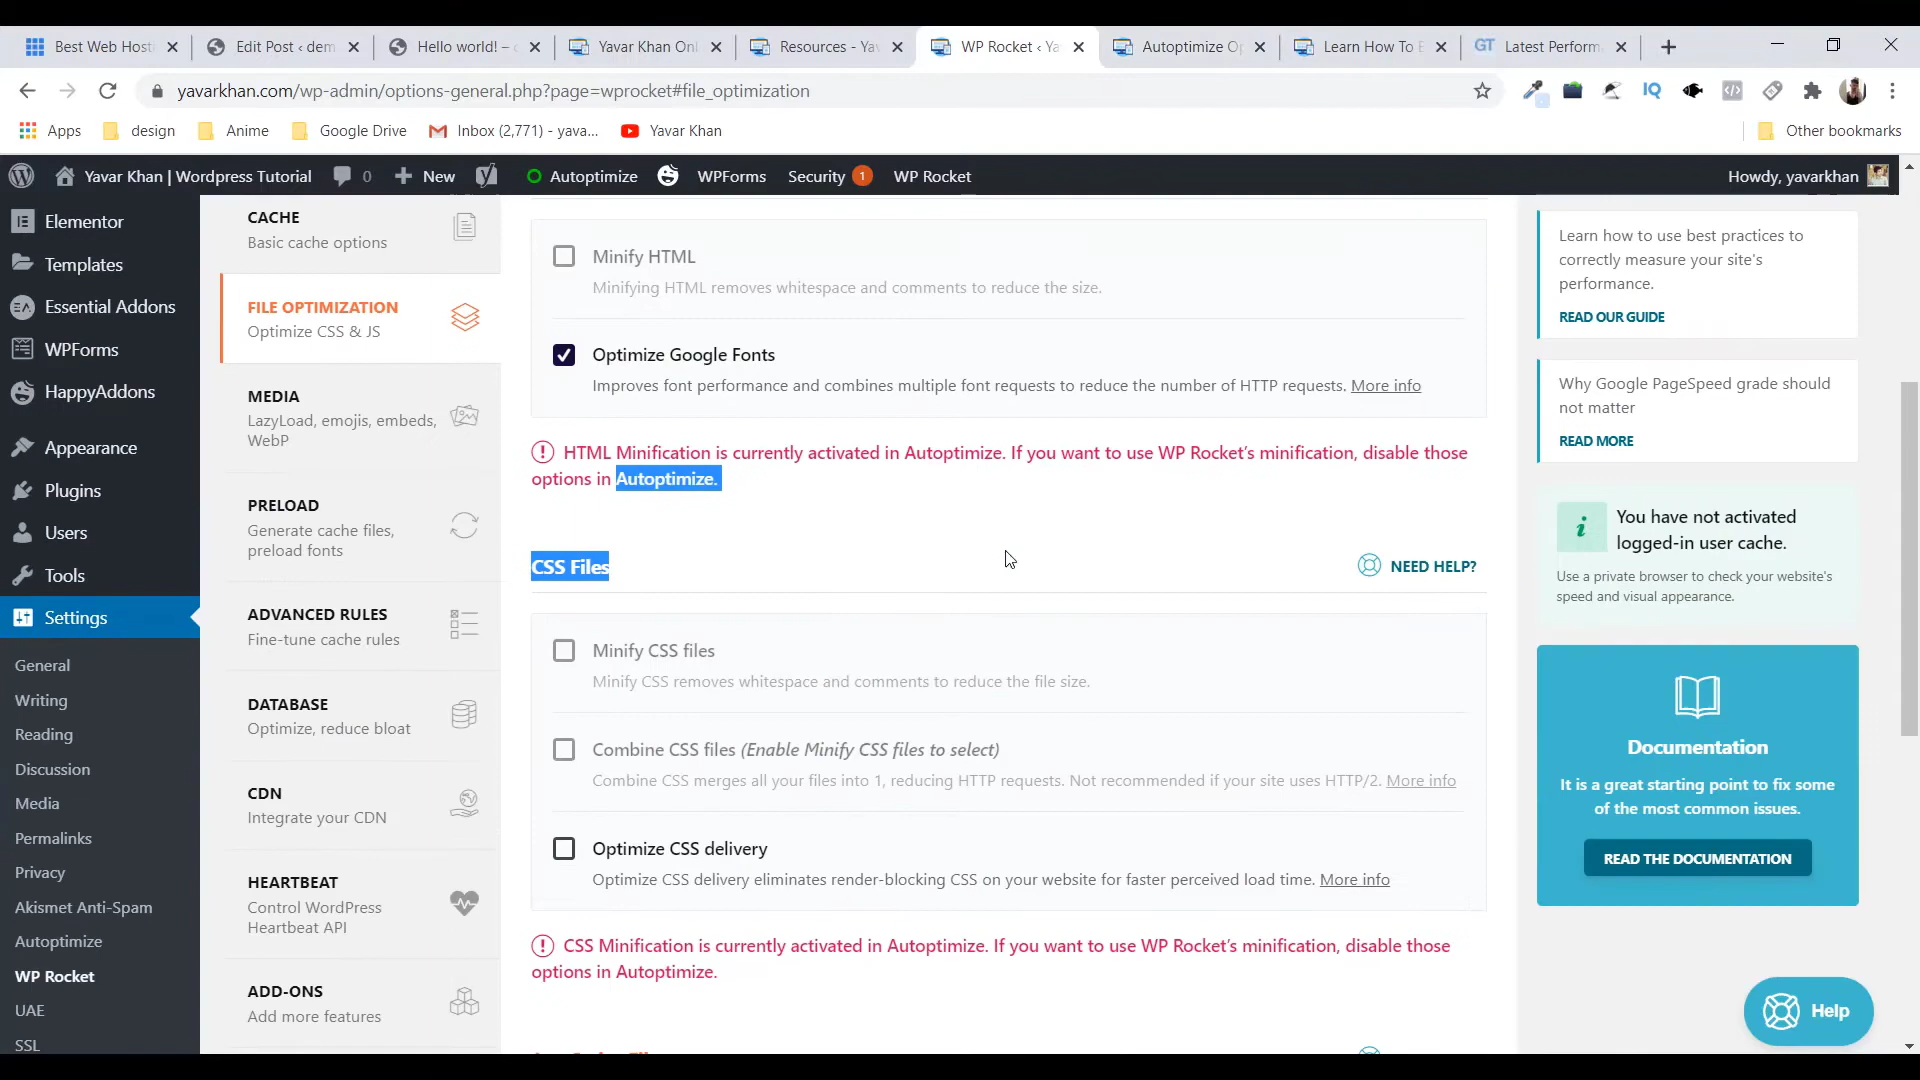 Best Web Hosti
Edit Post ‹ dem
Hello world! –
Yavar Khan Onl
Resources - Yav
WP Rocket ‹ Ya
Autoptimize Op
Learn How To B
GT Latest Perform
yavarkhan.com/wp-admin/options-general.php?page=wprocket#file_optimization
IQ
Apps
design
Anime
Google Drive
Inbox (2,771) - yava...
Yavar Khan
Other bookmarks
Yavar Khan | Wordpress Tutorial
0
New
Autoptimize
WPForms
Security 1
WP Rocket
Howdy, yavarkhan
Elementor
Templates
Essential Addons
WPForms
HappyAddons
Appearance
Plugins
Users
Tools
Settings
General
Writing
Reading
Discussion
Media
Permalinks
Privacy
Akismet Anti-Spam
Autoptimize
WP Rocket
UAE
SSL
CACHE
Basic cache options
FILE OPTIMIZATION
Optimize CSS & JS
MEDIA
LazyLoad, emojis, embeds,
WebP
PRELOAD
Generate cache files,
preload fonts
ADVANCED RULES
Fine-tune cache rules
DATABASE
Optimize, reduce bloat
CDN
Integrate your CDN
HEARTBEAT
Control WordPress
Heartbeat API
ADD-ONS
Add more features
Minify HTML
Minifying HTML removes whitespace and comments to reduce the size.
Optimize Google Fonts
Improves font performance and combines multiple font requests to reduce the number of HTTP requests. More info
HTML Minification is currently activated in Autoptimize. If you want to use WP Rocket’s minification, disable those
options in Autoptimize.
CSS Files
NEED HELP?
Minify CSS files
Minify CSS removes whitespace and comments to reduce the file size.
Combine CSS files (Enable Minify CSS files to select)
Combine CSS merges all your files into 1, reducing HTTP requests. Not recommended if your site uses HTTP/2. More info
Optimize CSS delivery
Optimize CSS delivery eliminates render-blocking CSS on your website for faster perceived load time. More info
CSS Minification is currently activated in Autoptimize. If you want to use WP Rocket’s minification, disable those
options in Autoptimize.
Learn how to use best practices to
correctly measure your site's
performance.
READ OUR GUIDE
Why Google PageSpeed grade should
not matter
READ MORE
You have not activated
logged-in user cache.
Use a private browser to check your website's
speed and visual appearance.
Documentation
It is a great starting point to fix some
of the most common issues.
READ THE DOCUMENTATION
Help